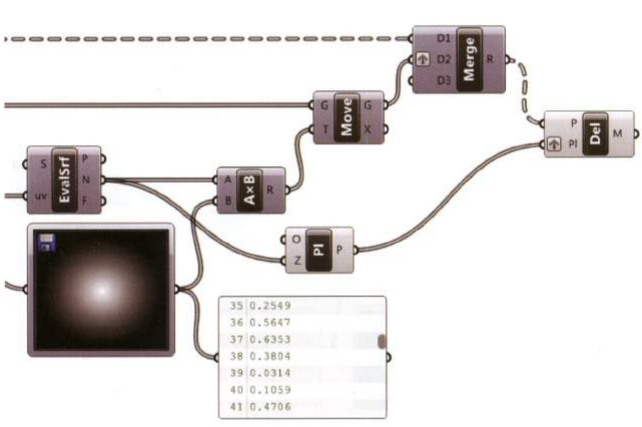 D1
D2
D3
Merge
R
G
T
Move
G
X
P
Pl
Del
M
S
uv
EvalSrf
P
N
F
A
B
A×B
R
O
Z
Pl
P
35 0.2549
36 0.5647
37 0.6353
38 0.3804
39 0.0314
40 0.1059
41 0.4706